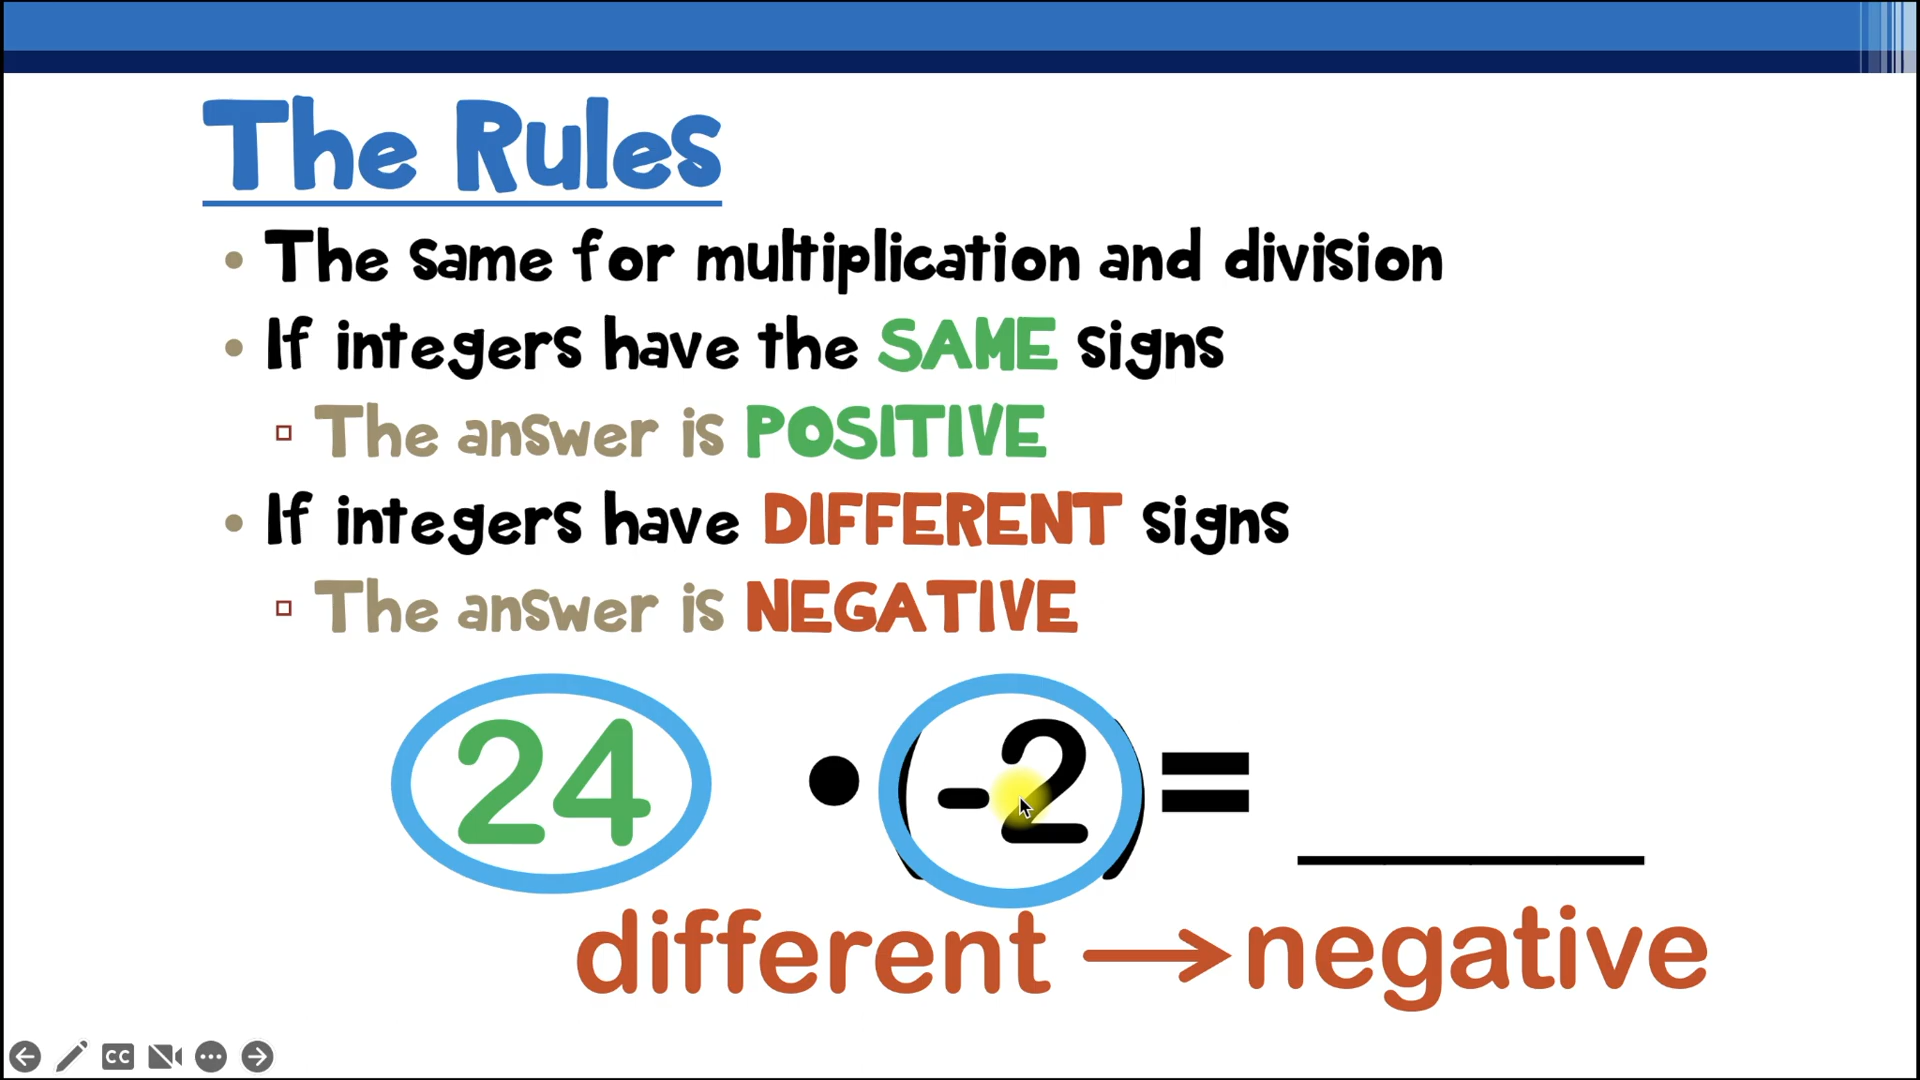 The Rules
• The same for multiplication and division
• If integers have the SAME signs
▫ The answer is POSITIVE
• If integers have DIFFERENT signs
▫ The answer is NEGATIVE
24 • (-2) = ______
different → negative
CC